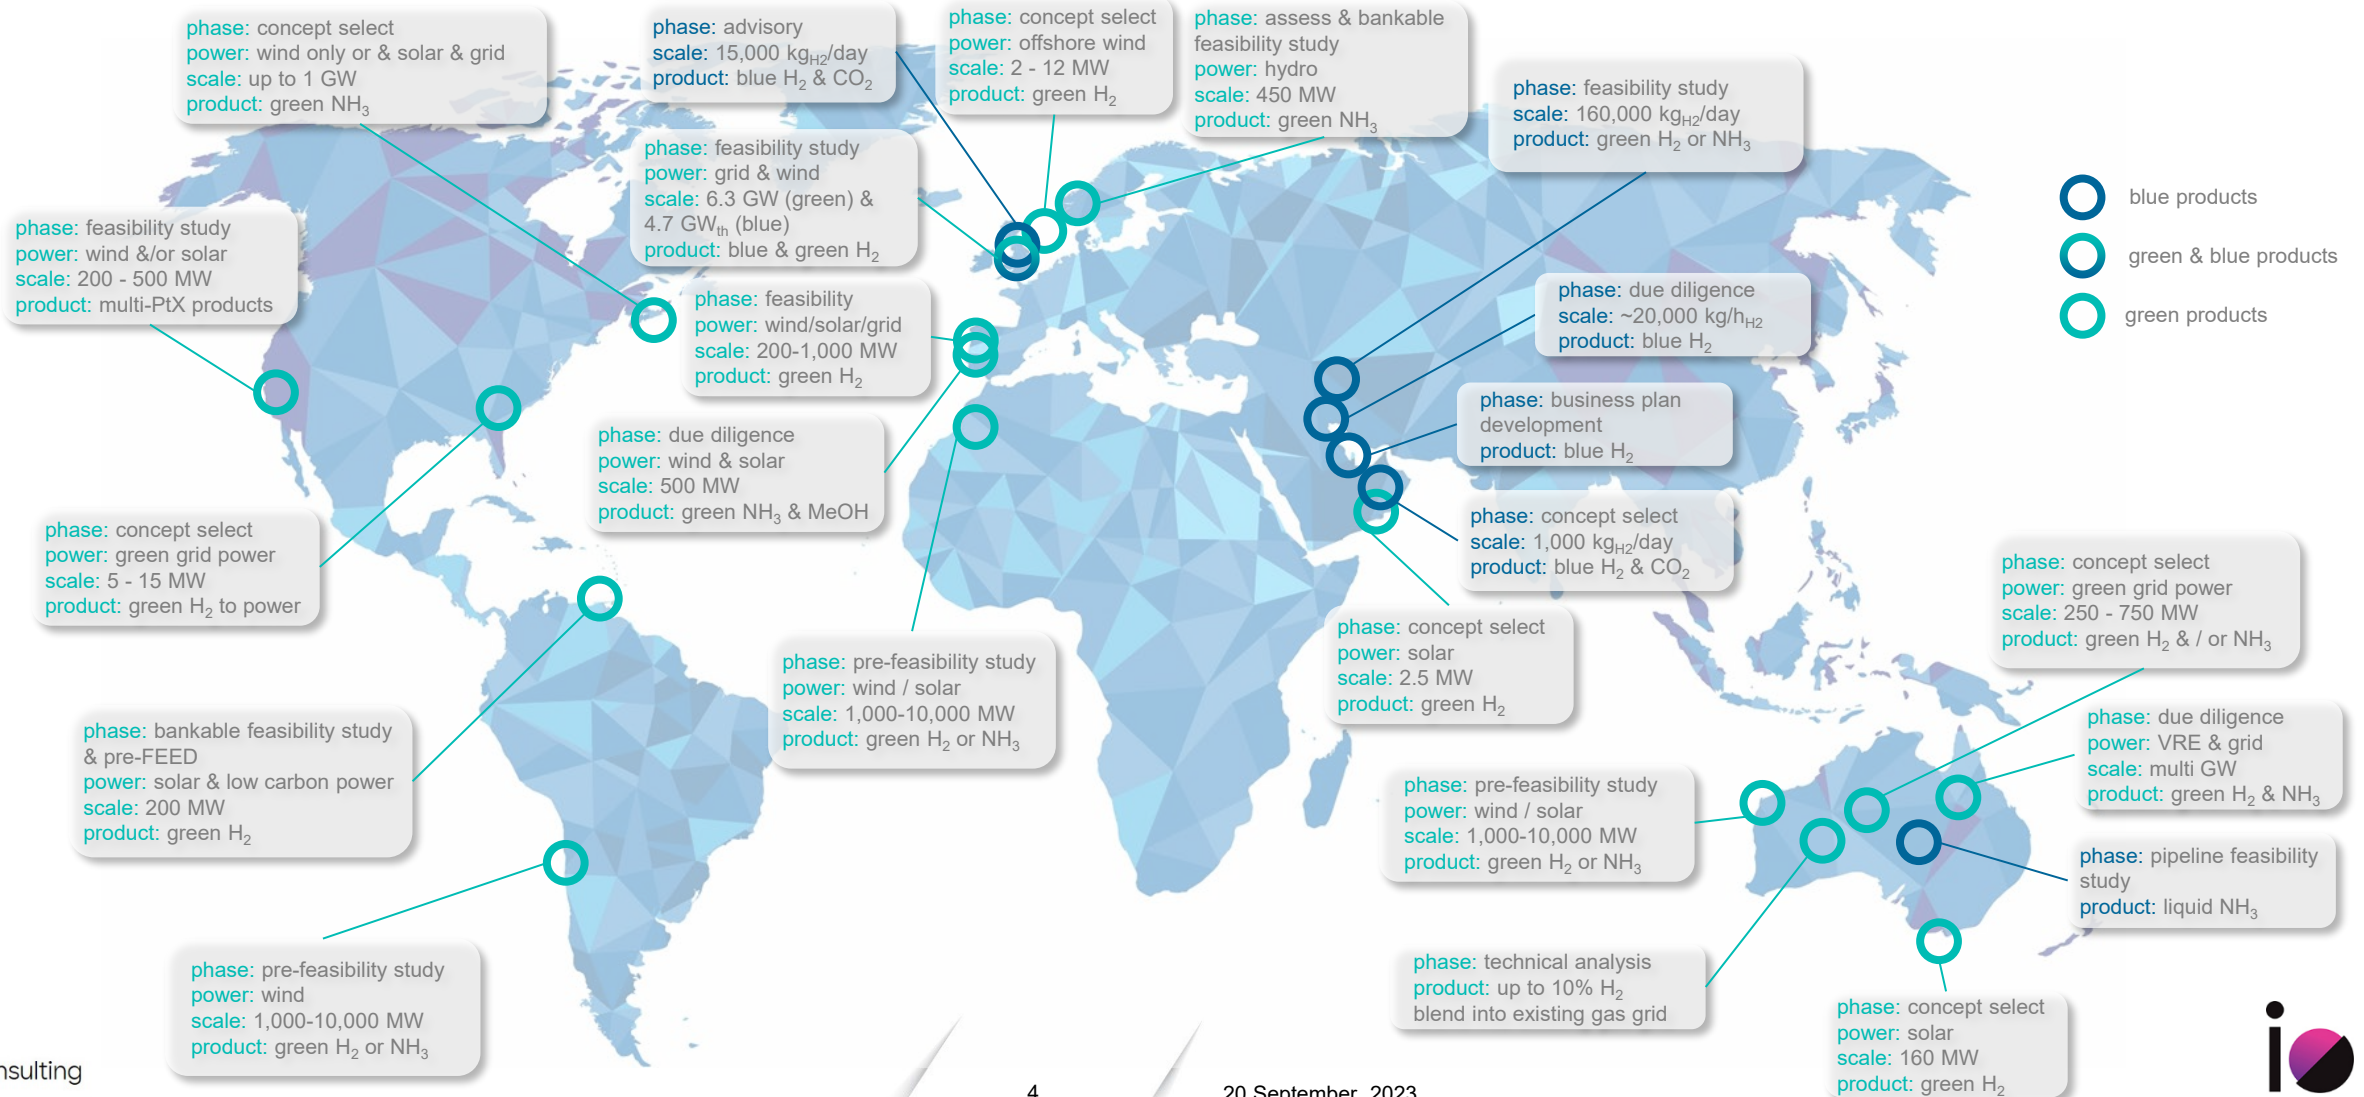 phase: concept select
power: wind only or & solar & grid
scale: up to 1 GW
product: green NH₃
phase: advisory
scale: 15,000 kg_H2/day
product: blue H₂ & CO₂
phase: concept select
power: offshore wind
scale: 2 - 12 MW
product: green H₂
phase: assess & bankable
feasibility study
power: hydro
scale: 450 MW
product: green NH₃
phase: feasibility study
scale: 160,000 kg_H2/day
product: green H₂ or NH₃
phase: feasibility study
power: grid & wind
scale: 6.3 GW (green) &
4.7 GW_th (blue)
product: blue & green H₂
blue products
green & blue products
green products
phase: feasibility study
power: wind &/or solar
scale: 200 - 500 MW
product: multi-PtX products
phase: feasibility
power: wind/solar/grid
scale: 200-1,000 MW
product: green H₂
phase: due diligence
scale: ~20,000 kg/h_H2
product: blue H₂
phase: business plan
development
product: blue H₂
phase: due diligence
power: wind & solar
scale: 500 MW
product: green NH₃ & MeOH
phase: concept select
scale: 1,000 kg_H2/day
product: blue H₂ & CO₂
phase: concept select
power: green grid power
scale: 5 - 15 MW
product: green H₂ to power
phase: concept select
power: green grid power
scale: 250 - 750 MW
product: green H₂ & / or NH₃
phase: concept select
power: solar
scale: 2.5 MW
product: green H₂
phase: pre-feasibility study
power: wind / solar
scale: 1,000-10,000 MW
product: green H₂ or NH₃
phase: bankable feasibility study
& pre-FEED
power: solar & low carbon power
scale: 200 MW
product: green H₂
phase: due diligence
power: VRE & grid
scale: multi GW
product: green H₂ & NH₃
phase: pre-feasibility study
power: wind / solar
scale: 1,000-10,000 MW
product: green H₂ or NH₃
phase: pipeline feasibility
study
product: liquid NH₃
phase: pre-feasibility study
power: wind
scale: 1,000-10,000 MW
product: green H₂ or NH₃
phase: technical analysis
product: up to 10% H₂
blend into existing gas grid
phase: concept select
power: solar
scale: 160 MW
product: green H₂
nsulting
4
20 September, 2023
io